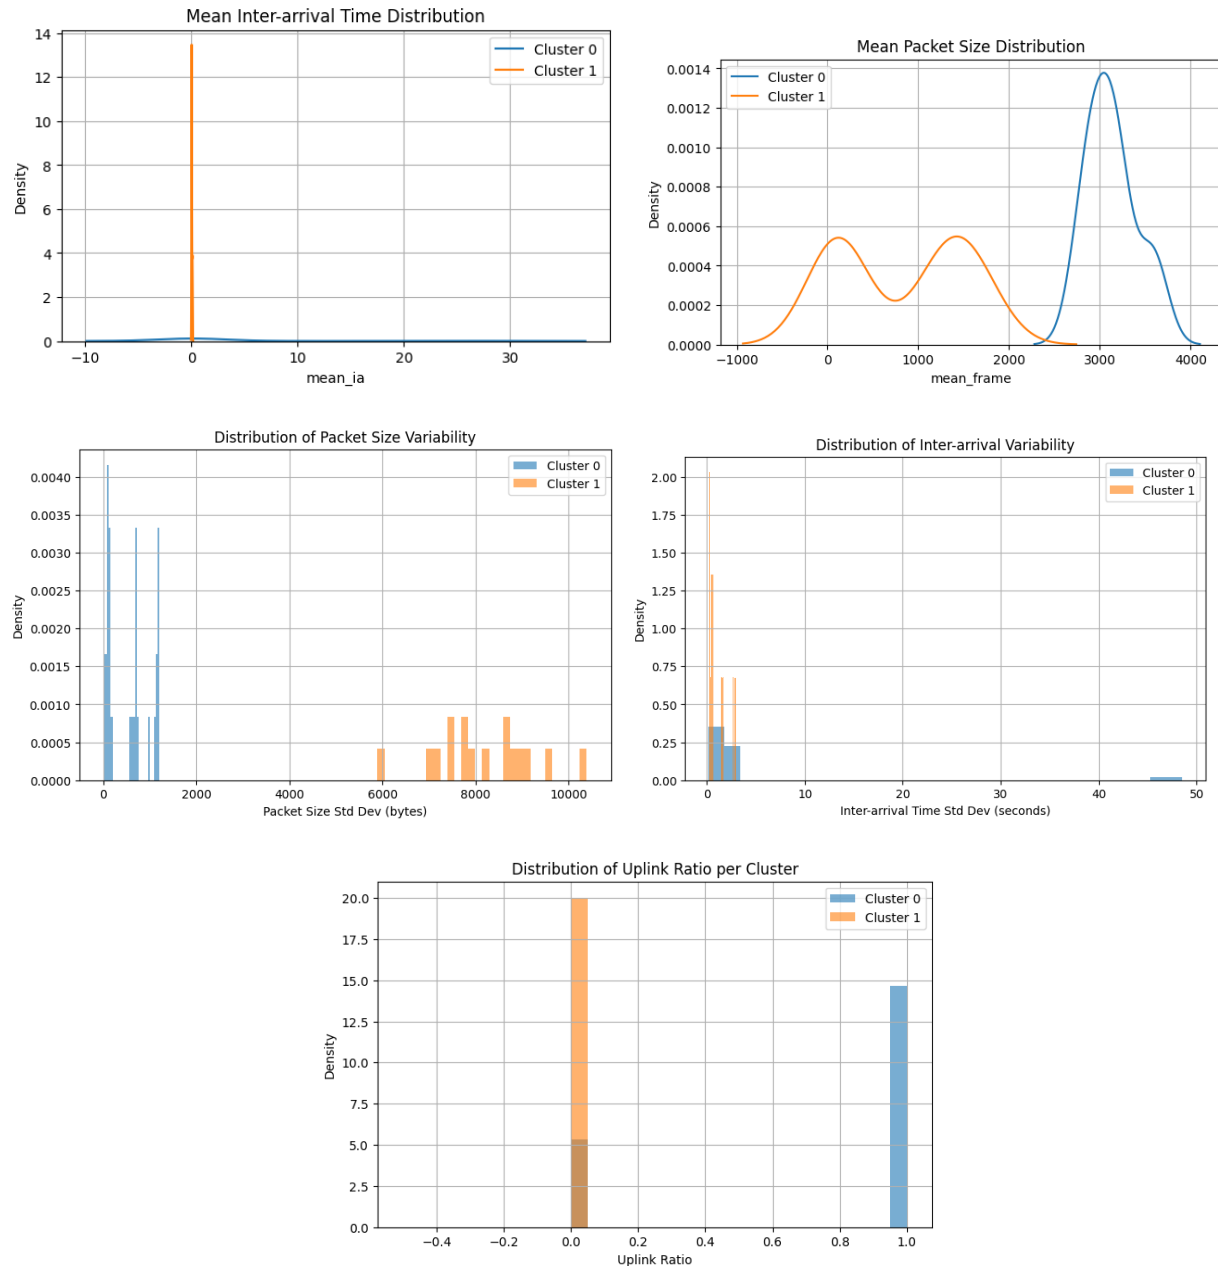 Mean Inter-arrival Time Distribution
Density
14
12
10
8
6
4
2
0
Cluster 0
Cluster 1
−10
0
10
20
30
mean_ia
Mean Packet Size Distribution
Density
0.0014
0.0012
0.0010
0.0008
0.0006
0.0004
0.0002
0.0000
Cluster 0
Cluster 1
−1000
0
1000
2000
3000
4000
mean_frame
Distribution of Packet Size Variability
Density
0.0040
0.0035
0.0030
0.0025
0.0020
0.0015
0.0010
0.0005
0.0000
Cluster 0
Cluster 1
0
2000
4000
6000
8000
10000
Packet Size Std Dev (bytes)
Distribution of Inter-arrival Variability
Density
2.00
1.75
1.50
1.25
1.00
0.75
0.50
0.25
0.00
Cluster 0
Cluster 1
0
10
20
30
40
50
Inter-arrival Time Std Dev (seconds)
Distribution of Uplink Ratio per Cluster
Density
20.0
17.5
15.0
12.5
10.0
7.5
5.0
2.5
0.0
Cluster 0
Cluster 1
−0.4
−0.2
0.0
0.2
0.4
0.6
0.8
1.0
Uplink Ratio